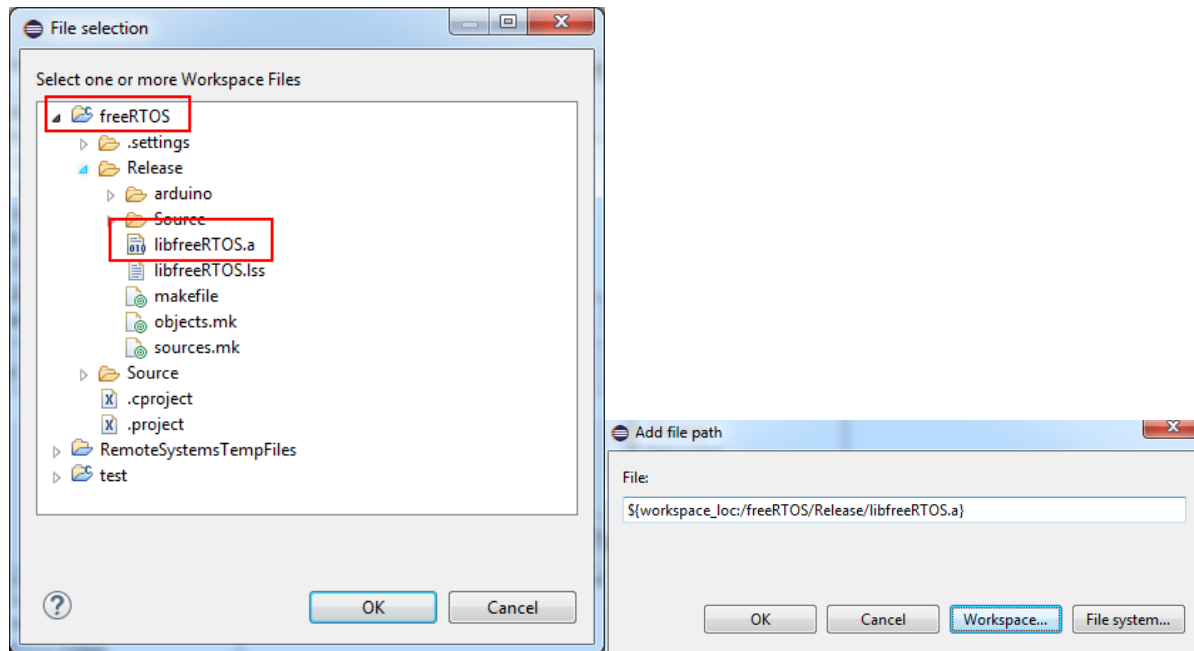 File selection
Select one or more Workspace Files
freeRTOS
.settings
Release
arduino
Source
libfreeRTOS.a
libfreeRTOS.lss
makefile
objects.mk
sources.mk
Source
.cproject
.project
RemoteSystemsTempFiles
test
OK Cancel
Add file path
File:
${workspace_loc:/freeRTOS/Release/libfreeRTOS.a}
OK Cancel Workspace... File system...